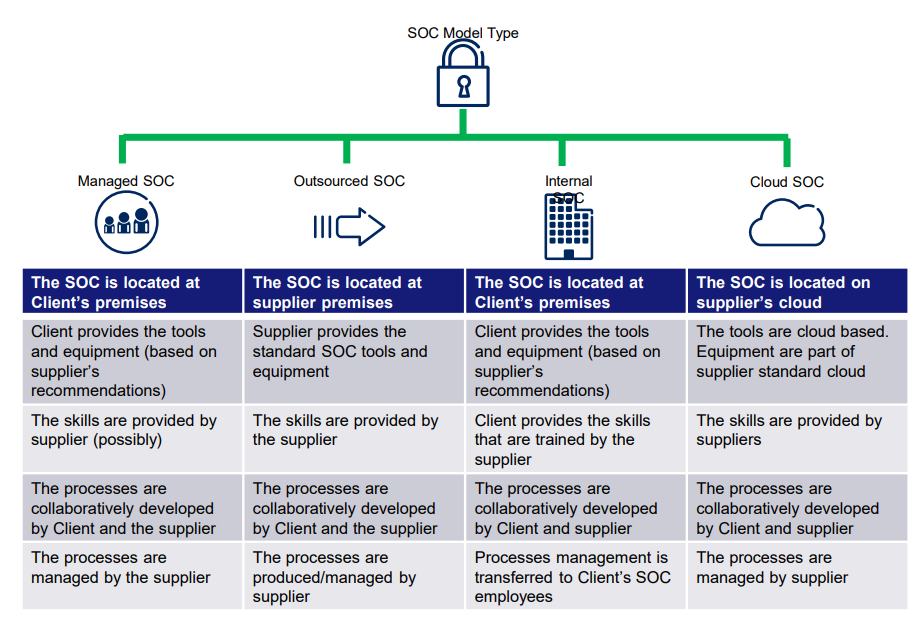 SOC Model Type
Managed SOC
Outsourced SOC
Internal
SOC
Cloud SOC
The SOC is located at
Client’s premises
The SOC is located at
supplier premises
The SOC is located at
Client’s premises
The SOC is located on
supplier’s cloud
Client provides the tools
and equipment (based on
supplier’s
recommendations)
Supplier provides the
standard SOC tools and
equipment
Client provides the tools
and equipment (based on
supplier’s
recommendations)
The tools are cloud based.
Equipment are part of
supplier standard cloud
The skills are provided by
supplier (possibly)
The skills are provided by
the supplier
Client provides the skills
that are trained by the
supplier
The skills are provided by
suppliers
The processes are
collaboratively developed
by Client and the supplier
The processes are
collaboratively developed
by Client and the supplier
The processes are
collaboratively developed
by Client and supplier
The processes are
collaboratively developed
by Client and supplier
The processes are
managed by the supplier
The processes are
produced/managed by
supplier
Processes management is
transferred to Client’s SOC
employees
The processes are
managed by supplier